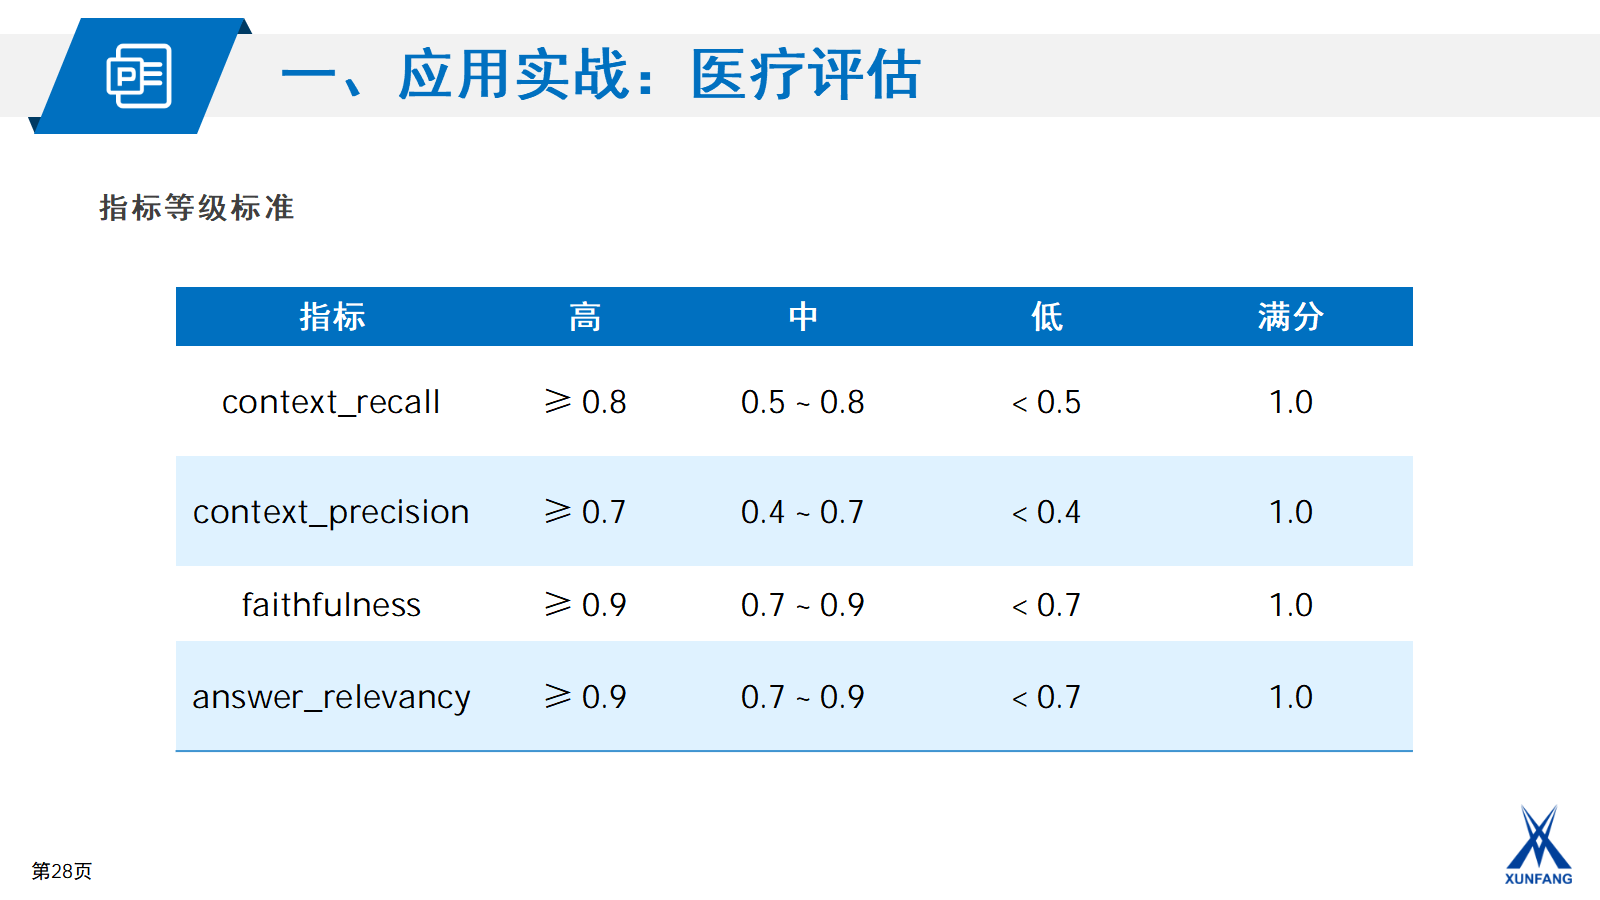 一、应用实战：医疗评估
指标等级标准
指标 高 中 低 满分
context_recall ≥ 0.8 0.5 ~ 0.8 < 0.5 1.0
context_precision ≥ 0.7 0.4 ~ 0.7 < 0.4 1.0
faithfulness ≥ 0.9 0.7 ~ 0.9 < 0.7 1.0
answer_relevancy ≥ 0.9 0.7 ~ 0.9 < 0.7 1.0
第28页
XUNFANG